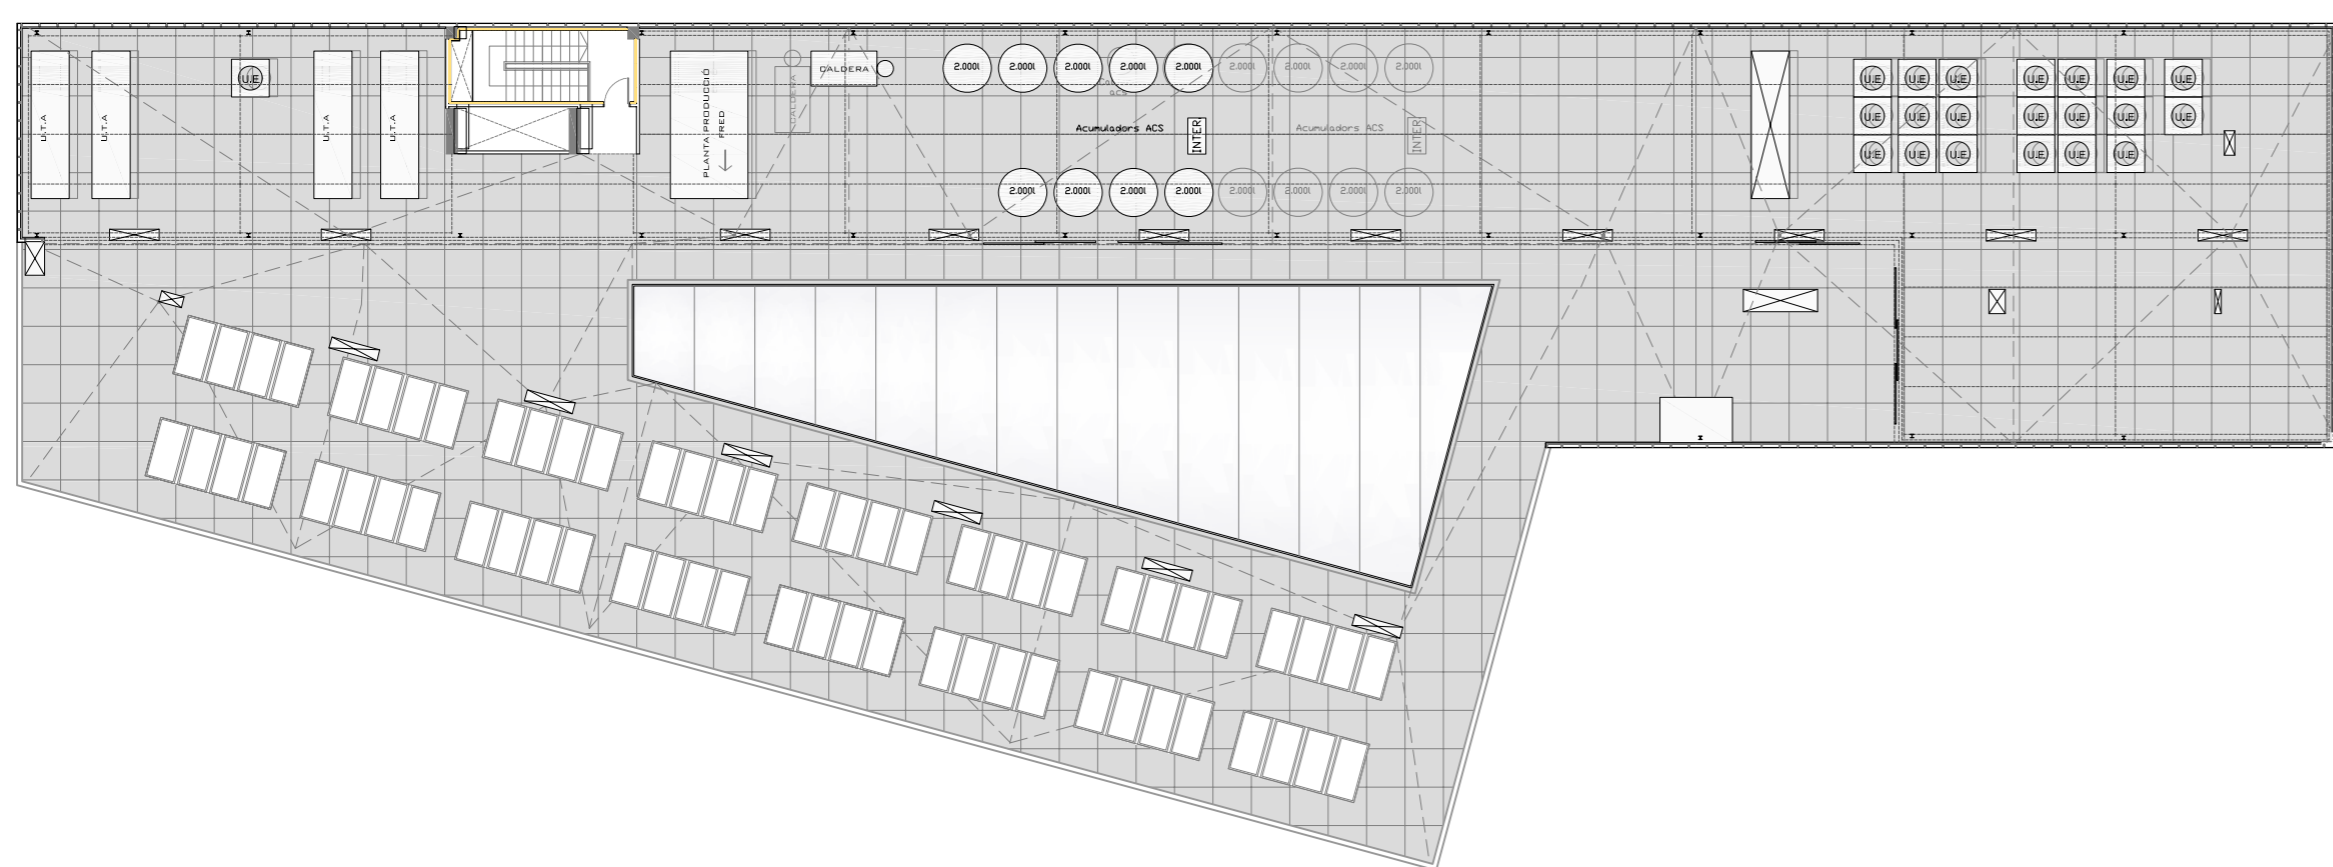 U.T.A
U.T.A
U.E
U.T.A
U.T.A
PLANTA PRODUCCIÓ
FRED
CALDERA
CALDERA
2.000l 2.000l 2.000l 2.000l 2.000l 2.000l 2.000l 2.000l 2.000l
acs
Acumuladors ACS
INTER
Acumuladors ACS
INTER
2.000l 2.000l 2.000l 2.000l 2.000l 2.000l 2.000l 2.000l
U.E U.E U.E U.E U.E U.E U.E
U.E U.E U.E U.E U.E U.E U.E
U.E U.E U.E U.E U.E U.E